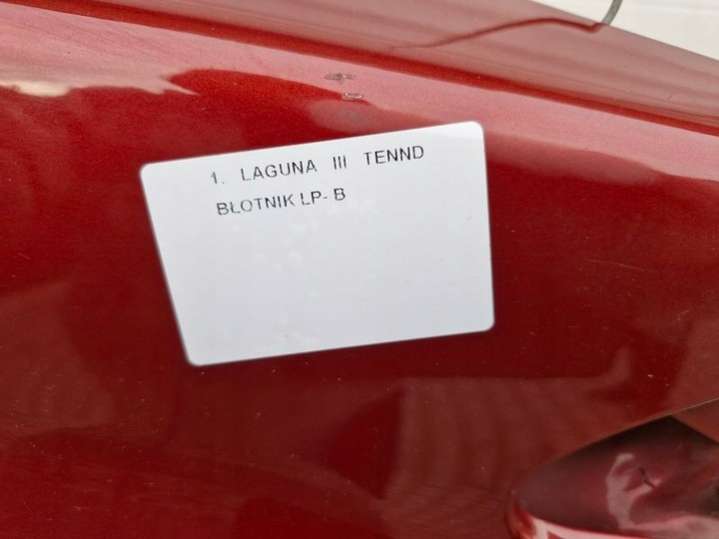 1. LAGUNA III TENND
BŁOTNIK LP- B